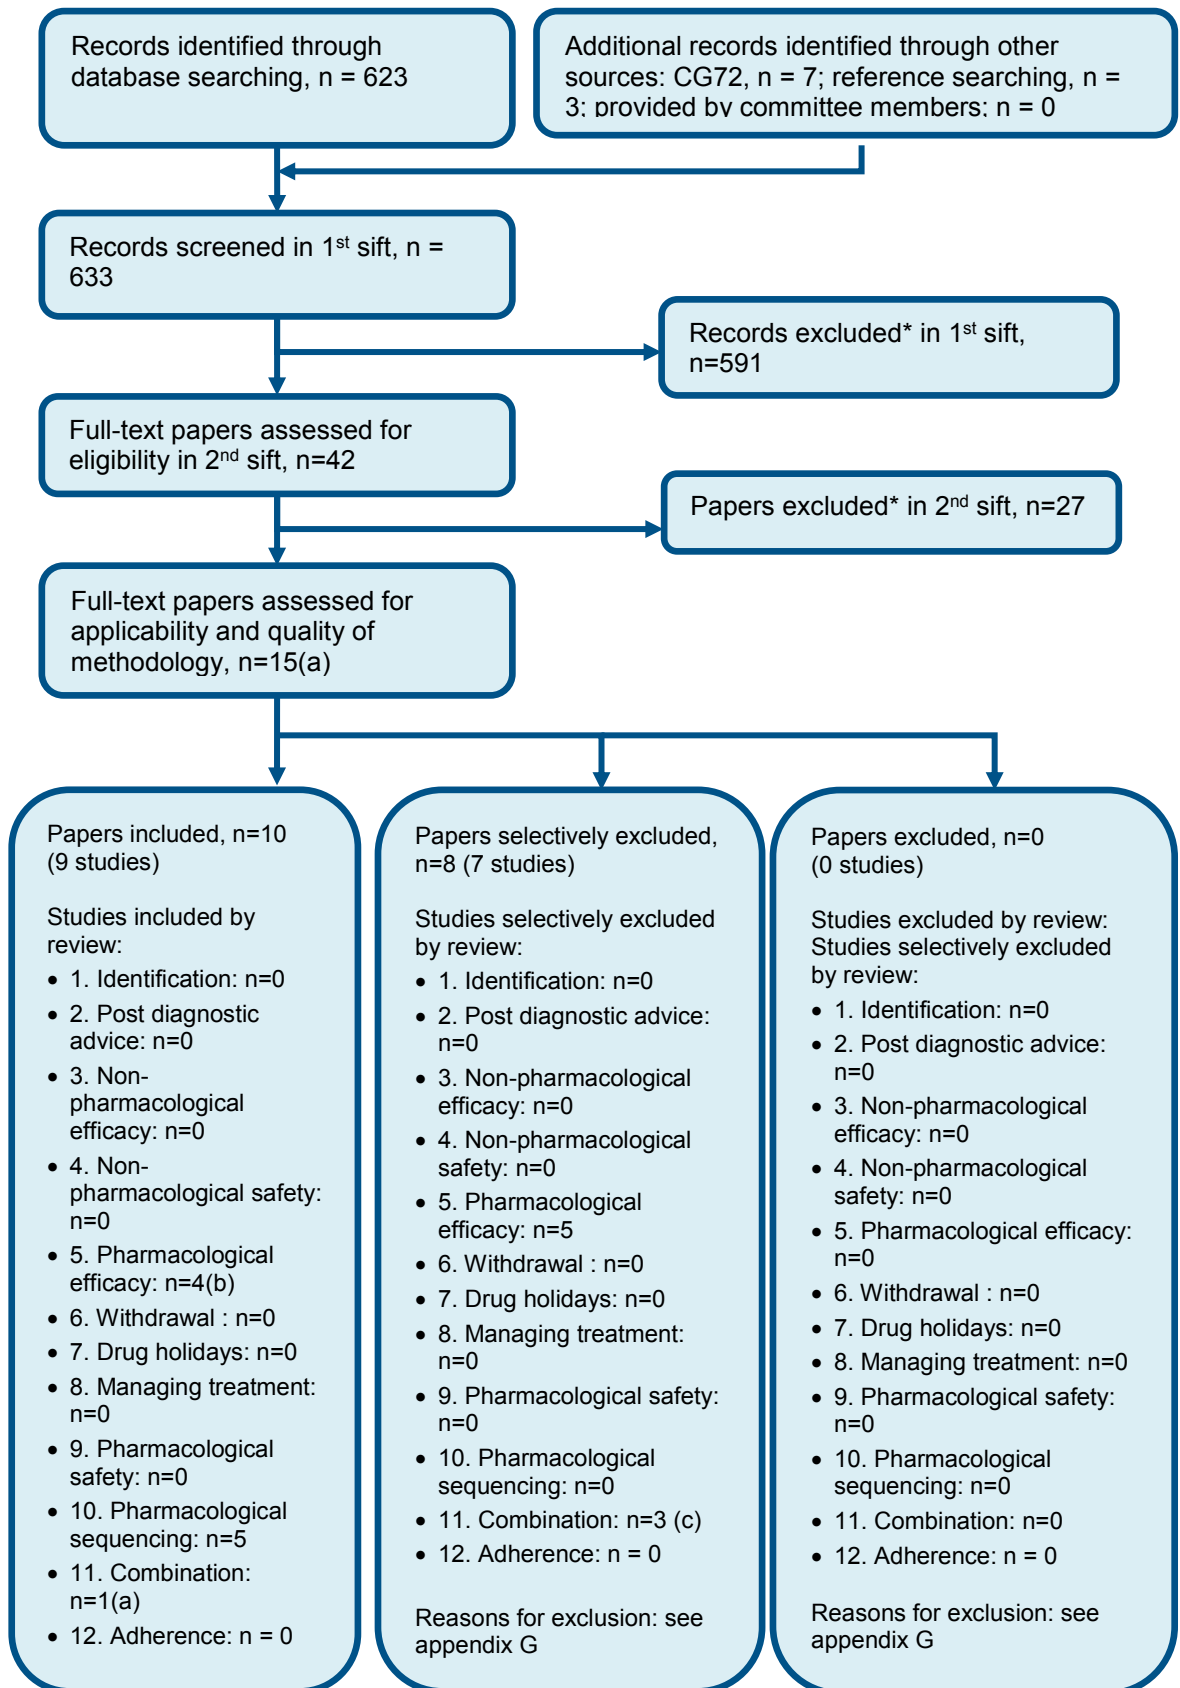 Records identified through
database searching, n = 623
Additional records identified through other
sources: CG72, n = 7; reference searching, n =
3; provided by committee members; n = 0
Records screened in 1st sift, n =
633
Records excluded* in 1st sift,
n=591
Full-text papers assessed for
eligibility in 2nd sift, n=42
Papers excluded* in 2nd sift, n=27
Full-text papers assessed for
applicability and quality of
methodology, n=15(a)
Papers included, n=10
(9 studies)
Studies included by
review:
• 1. Identification: n=0
• 2. Post diagnostic
advice: n=0
• 3. Non-
pharmacological
efficacy: n=0
• 4. Non-
pharmacological safety:
n=0
• 5. Pharmacological
efficacy: n=4(b)
• 6. Withdrawal : n=0
• 7. Drug holidays: n=0
• 8. Managing treatment:
n=0
• 9. Pharmacological
safety: n=0
• 10. Pharmacological
sequencing: n=5
• 11. Combination:
n=1(a)
• 12. Adherence: n = 0
Papers selectively excluded,
n=8 (7 studies)
Studies selectively excluded
by review:
• 1. Identification: n=0
• 2. Post diagnostic advice:
n=0
• 3. Non-pharmacological
efficacy: n=0
• 4. Non-pharmacological
safety: n=0
• 5. Pharmacological
efficacy: n=5
• 6. Withdrawal : n=0
• 7. Drug holidays: n=0
• 8. Managing treatment:
n=0
• 9. Pharmacological safety:
n=0
• 10. Pharmacological
sequencing: n=0
• 11. Combination: n=3 (c)
• 12. Adherence: n = 0
Reasons for exclusion: see
appendix G
Papers excluded, n=0
(0 studies)
Studies excluded by review:
Studies selectively excluded
by review:
• 1. Identification: n=0
• 2. Post diagnostic advice:
n=0
• 3. Non-pharmacological
efficacy: n=0
• 4. Non-pharmacological
safety: n=0
• 5. Pharmacological efficacy:
n=0
• 6. Withdrawal : n=0
• 7. Drug holidays: n=0
• 8. Managing treatment: n=0
• 9. Pharmacological safety:
n=0
• 10. Pharmacological
sequencing: n=0
• 11. Combination: n=0
• 12. Adherence: n = 0
Reasons for exclusion: see
appendix G